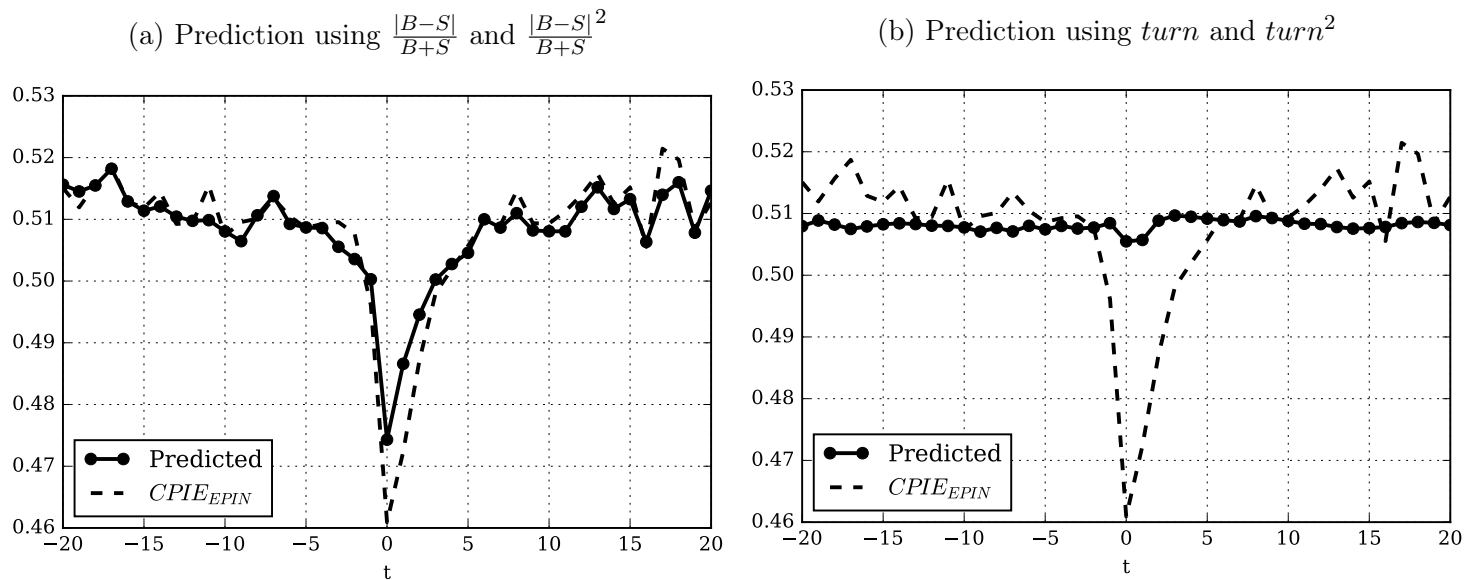 (a) Prediction using |B−S|/B+S and |B−S|/B+S²
0.53
0.52
0.51
0.50
0.49
0.48
0.47
0.46
Predicted
CPIE_EPIN
−20 −15 −10 −5 0 5 10 15 20
t
(b) Prediction using turn and turn²
0.53
0.52
0.51
0.50
0.49
0.48
0.47
0.46
Predicted
CPIE_EPIN
−20 −15 −10 −5 0 5 10 15 20
t